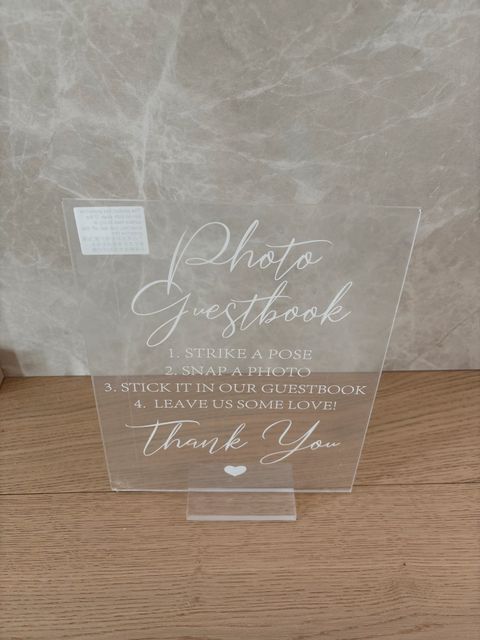 Photo
Guestbook
1. STRIKE A POSE
2. SNAP A PHOTO
3. STICK IT IN OUR GUESTBOOK
4. LEAVE US SOME LOVE!
Thank You